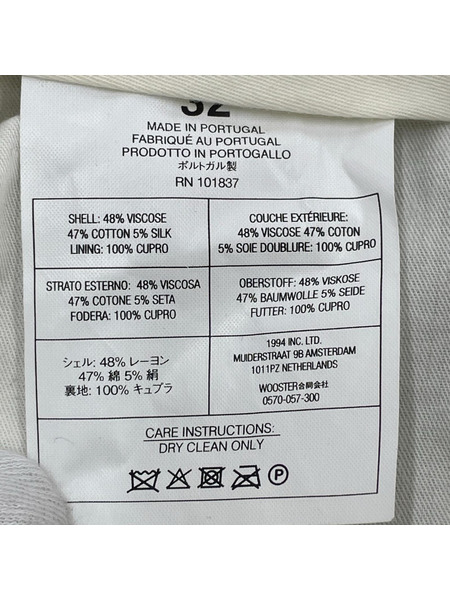 32
MADE IN PORTUGAL
FABRIQUÉ AU PORTUGAL
PRODOTTO IN PORTOGALLO
ポルトガル製
RN 101837
SHELL: 48% VISCOSE
47% COTTON 5% SILK
LINING: 100% CUPRO
COUCHE EXTÉRIEURE:
48% VISCOSE 47% COTON
5% SOIE DOUBLURE: 100% CUPRO
STRATO ESTERNO: 48% VISCOSA
47% COTONE 5% SETA
FODERA: 100% CUPRO
OBERSTOFF: 48% VISKOSE
47% BAUMWOLLE 5% SEIDE
FUTTER: 100% CUPRO
シェル: 48% レーヨン
47% 綿 5% 絹
裏地: 100% キュプラ
1994 INC. LTD.
MUIDERSTRAAT 9B AMSTERDAM
1011PZ NETHERLANDS
WOOSTER合同会社
0570-057-300
CARE INSTRUCTIONS:
DRY CLEAN ONLY
P